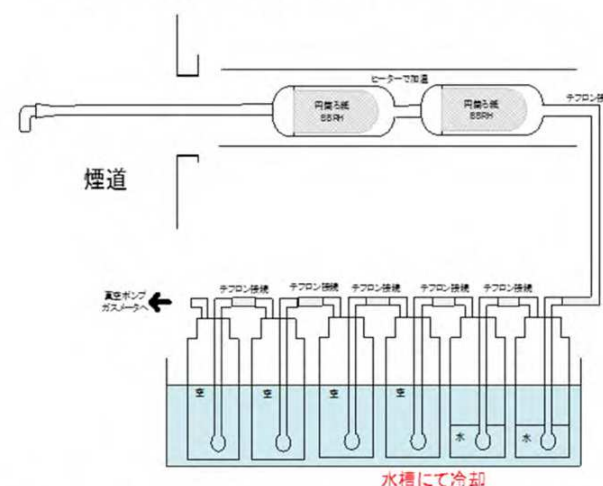 ヒーターで加温
円筒ろ紙
88RH
円筒ろ紙
88RH
テフロン接続
煙道
真空ポンプ
ガスメータへ
テフロン接続
テフロン接続
テフロン接続
テフロン接続
テフロン接続
空
空
空
空
水
水
水槽にて冷却